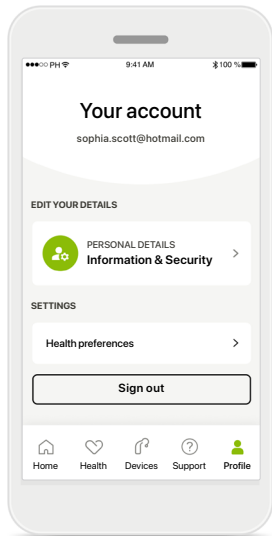 PH
9:41 AM
100 %
Your account
sophia.scott@hotmail.com
EDIT YOUR DETAILS
PERSONAL DETAILS
Information & Security
SETTINGS
Health preferences
Sign out
Home Health Devices Support Profile